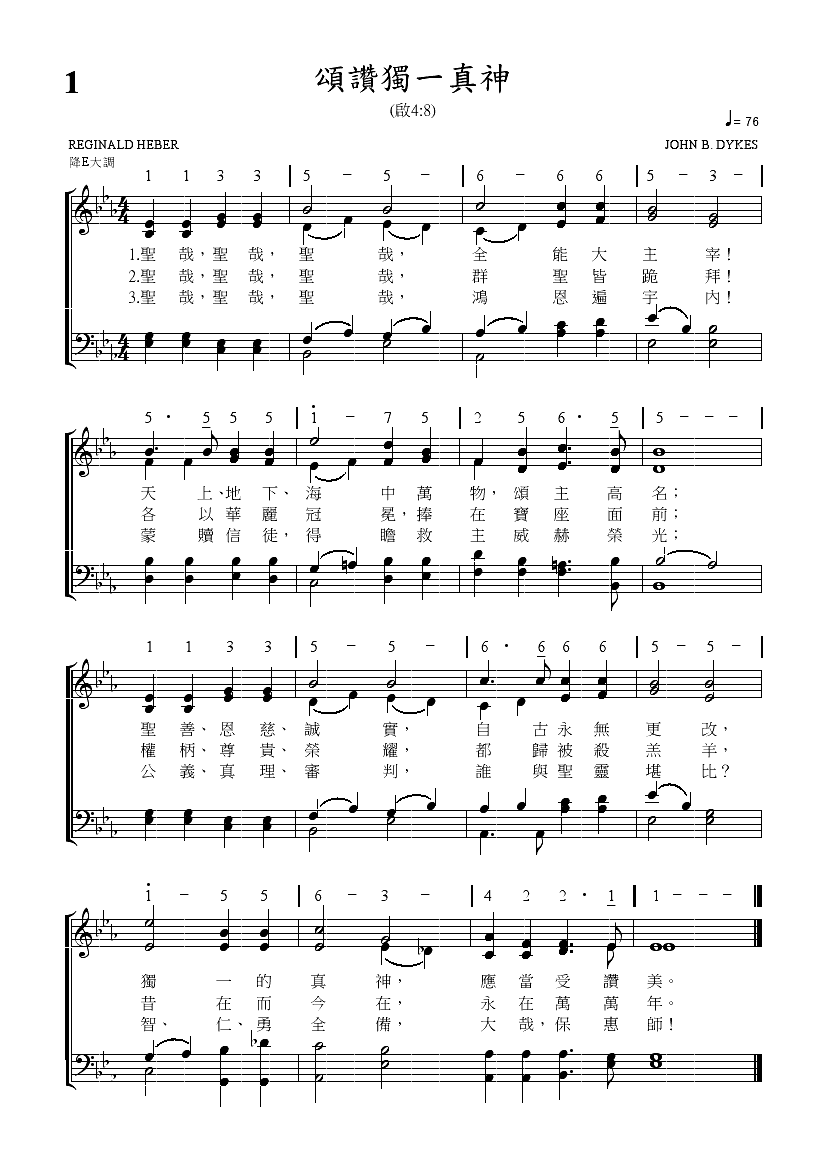 1
頌讚獨一真神
(啟4:8)
♩= 76
REGINALD HEBER
JOHN B. DYKES
降E大調
1 1 3 3 | 5 - 5 - | 6 - 6 6 | 5 - 3 - |
1.聖哉，聖哉，聖哉，全能大主宰！
2.聖哉，聖哉，聖哉，群聖皆跪拜！
3.聖哉，聖哉，聖哉，鴻恩遍宇內！
5 · 5 5 5 | 1 - 7 5 | 2 5 6 · 5 | 5 - - - |
天上、地下、海中萬物，頌主高名；
各以華麗冠冕，捧在寶座面前；
蒙贖信徒，得瞻救主威赫榮光；
1 1 3 3 | 5 - 5 - | 6 · 6 6 6 | 5 - 5 - |
聖善、恩慈、誠實，自古永無更改，
權柄、尊貴、榮耀，都歸被殺羔羊，
公義、真理、審判，誰與聖靈堪比？
1 - 5 5 | 6 - 3 - | 4 2 2 · 1 | 1 - - -
獨一的真神，應當受讚美。
昔在而今在，永在萬萬年。
智、仁、勇全備，大哉，保惠師！